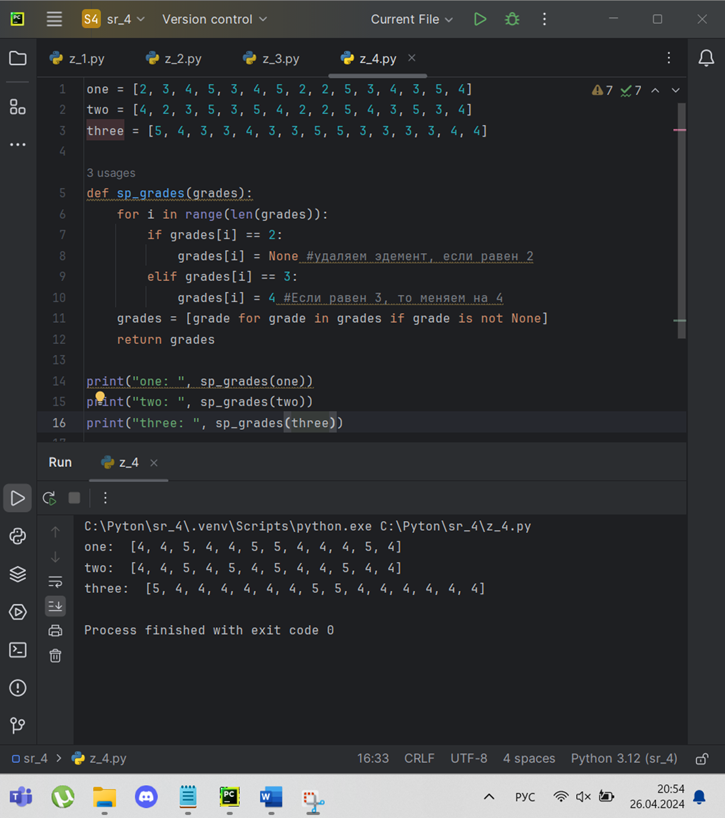 S4 sr_4 Version control Current File
z_1.py z_2.py z_3.py z_4.py
1 one = [2, 3, 4, 5, 3, 4, 5, 2, 2, 5, 3, 4, 3, 5, 4] 7 7
2 two = [4, 2, 3, 5, 3, 5, 4, 2, 2, 5, 4, 3, 5, 3, 4]
3 three = [5, 4, 3, 3, 4, 3, 3, 5, 5, 3, 3, 3, 3, 4, 4]
4
3 usages
5 def sp_grades(grades):
6 for i in range(len(grades)):
7 if grades[i] == 2:
8 grades[i] = None #удаляем эдемент, если равен 2
9 elif grades[i] == 3:
10 grades[i] = 4 #Если равен 3, то меняем на 4
11 grades = [grade for grade in grades if grade is not None]
12 return grades
13
14 print("one: ", sp_grades(one))
15 print("two: ", sp_grades(two))
16 print("three: ", sp_grades(three))
Run z_4
C:\Pyton\sr_4\.venv\Scripts\python.exe C:\Pyton\sr_4\z_4.py
one:  [4, 4, 5, 4, 4, 5, 5, 4, 4, 4, 5, 4]
two:  [4, 4, 5, 4, 5, 4, 5, 4, 4, 5, 4, 4]
three:  [5, 4, 4, 4, 4, 4, 4, 5, 5, 4, 4, 4, 4, 4, 4]
Process finished with exit code 0
sr_4 > z_4.py 16:33 CRLF UTF-8 4 spaces Python 3.12 (sr_4)
РУС 20:54
26.04.2024